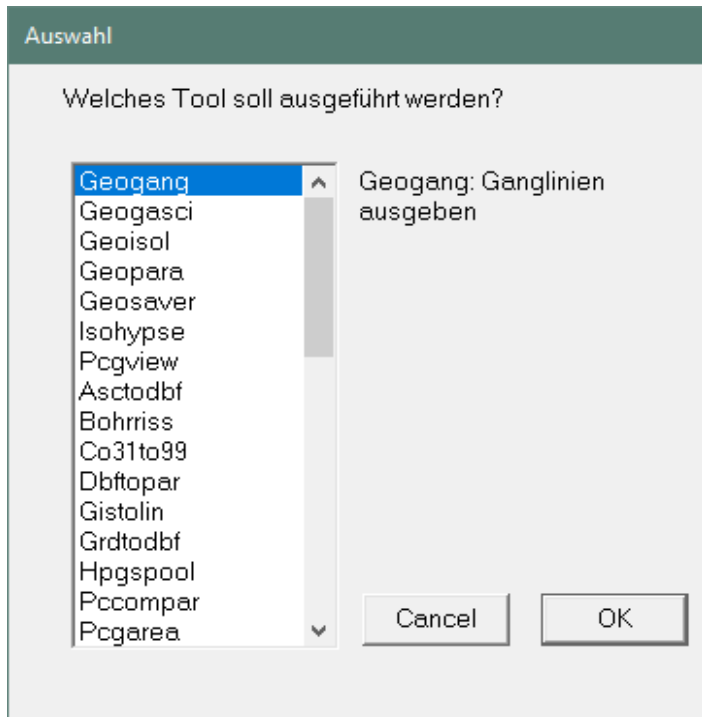 Auswahl
Welches Tool soll ausgeführt werden?
Geogang
Geogasci
Geoisol
Geopara
Geosaver
Isohypse
Pcgview
Asctodbf
Bohrriss
Co31to99
Dbftopar
Gistolin
Grdtodbf
Hpgspool
Pccompar
Pcgarea
Geogang: Ganglinien
ausgeben
Cancel
OK